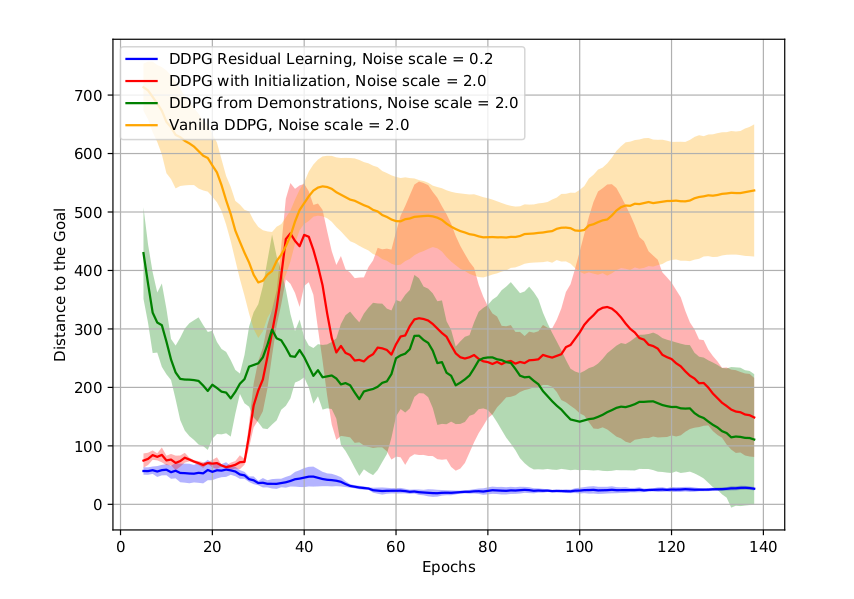 DDPG Residual Learning, Noise scale = 0.2
DDPG with Initialization, Noise scale = 2.0
DDPG from Demonstrations, Noise scale = 2.0
Vanilla DDPG, Noise scale = 2.0
Distance to the Goal
700
600
500
400
300
200
100
0
0 20 40 60 80 100 120 140
Epochs